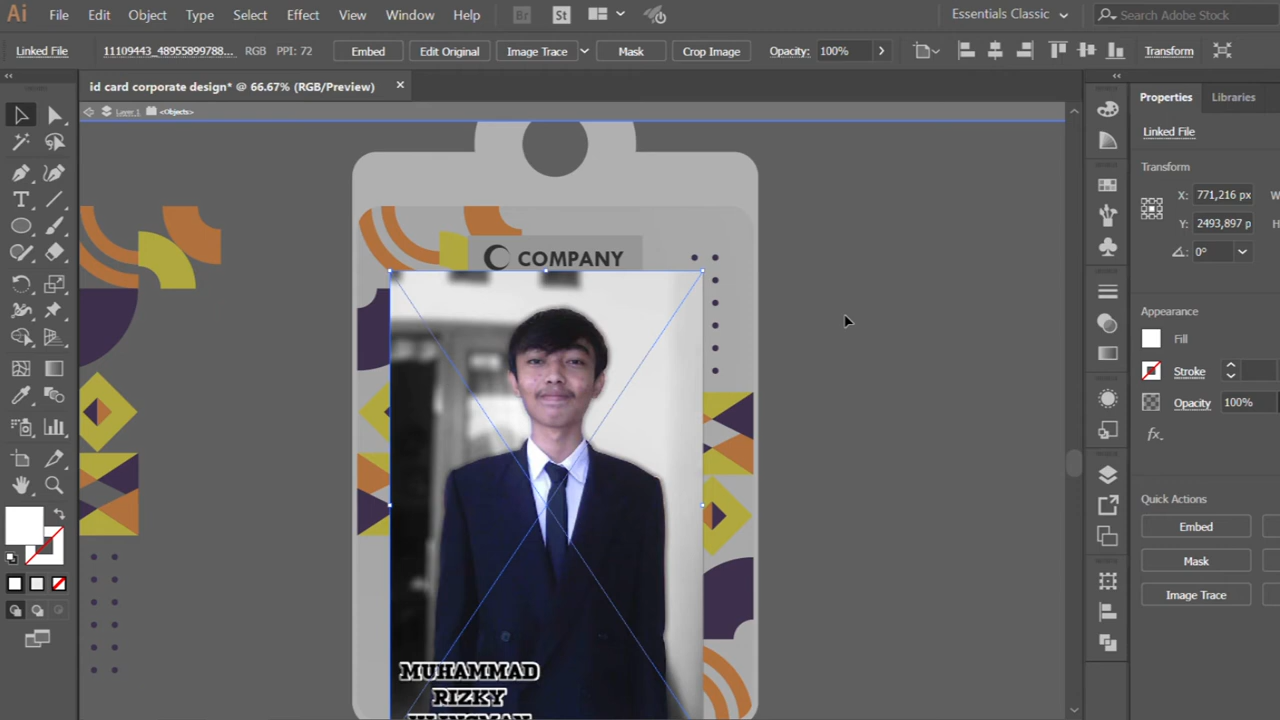 Ai File Edit Object Type Select Effect View Window Help Br St Essentials Classic Search Adobe Stock
Linked File 11109443_48955899788... RGB PPI: 72 Embed Edit Original Image Trace Mask Crop Image Opacity: 100% Transform
id card corporate design* @ 66.67% (RGB/Preview)
Layer 1 <Objects>
Properties Libraries
Linked File
Transform
X: 771,216 px W
Y: 2493,897 p H
0°
Appearance
Fill
Stroke
Opacity 100%
fx.
Quick Actions
Embed
Mask
Image Trace
COMPANY
MUHAMMAD
RIZKY